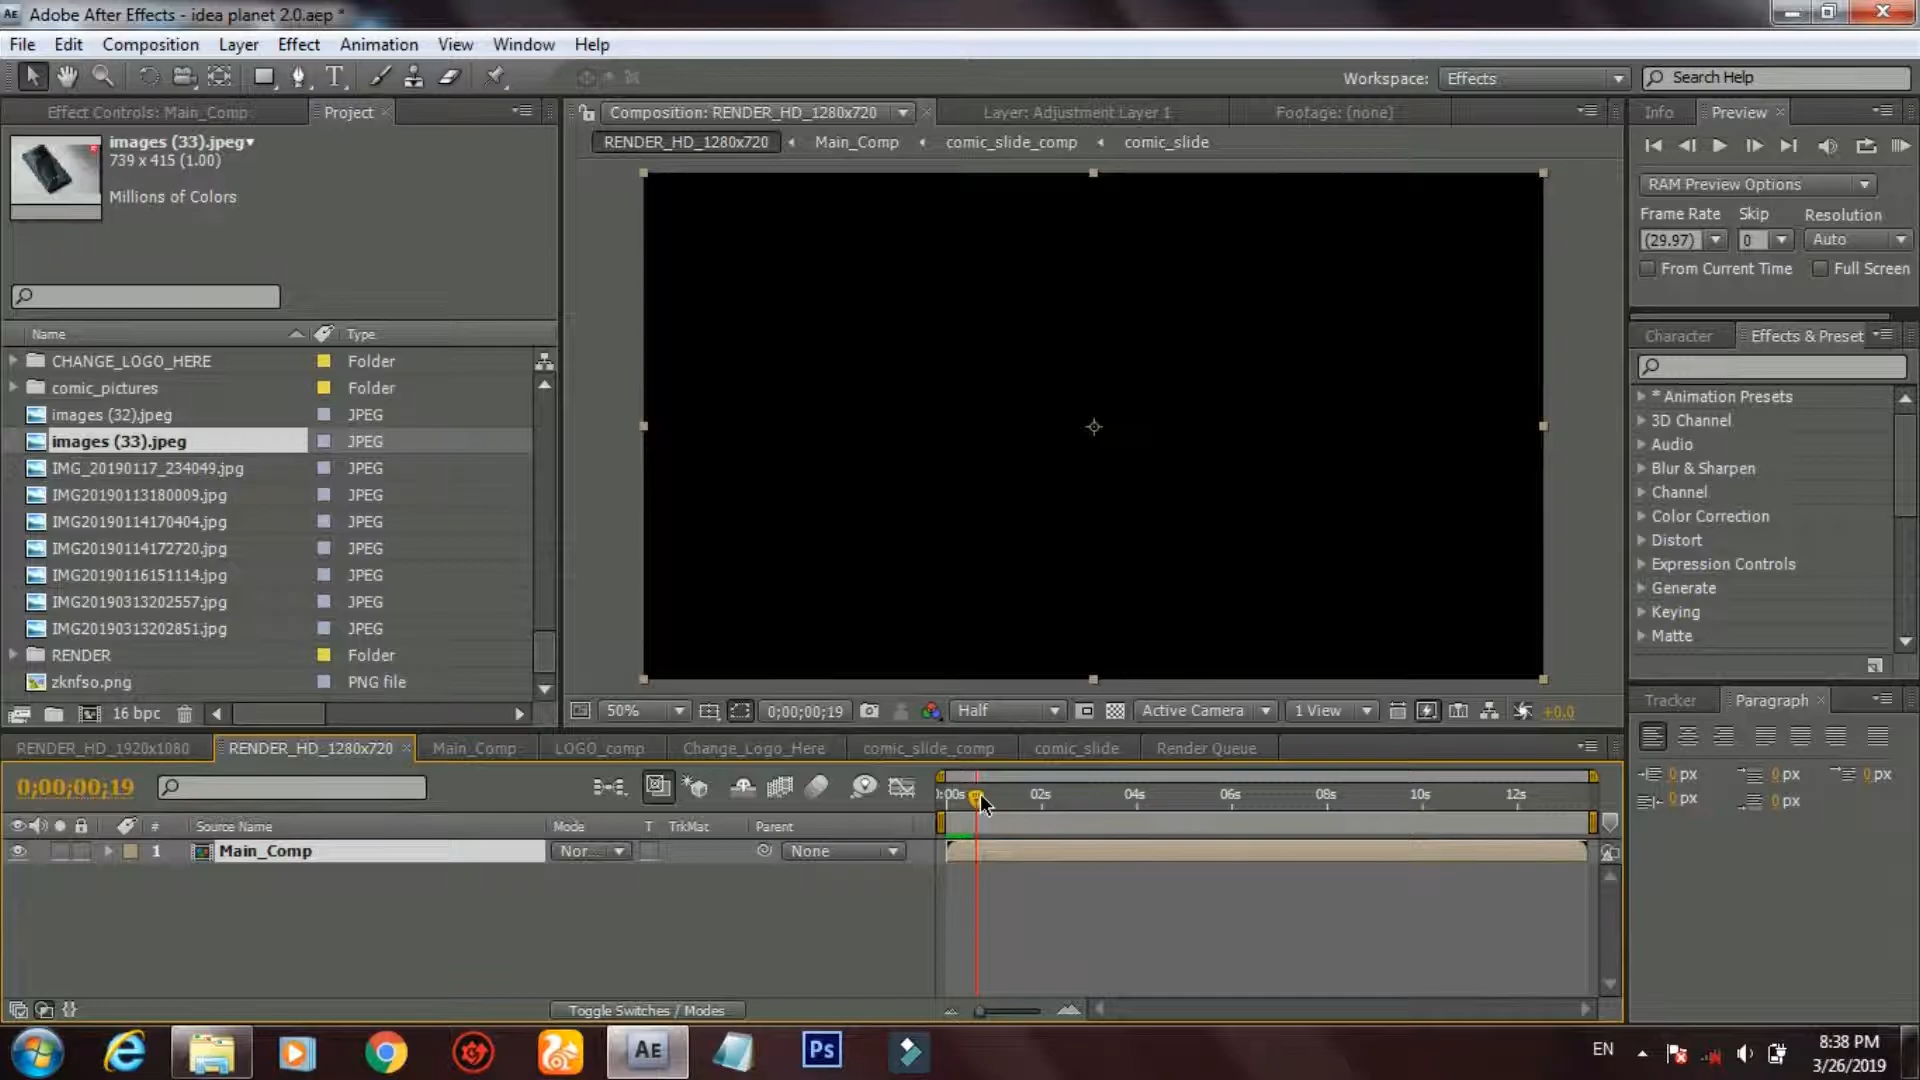 Adobe After Effects - idea planet 2.0.aep *
File Edit Composition Layer Effect Animation View Window Help
Workspace: Effects Search Help
Effect Controls: Main_Comp Project
Composition: RENDER_HD_1280x720 Layer: Adjustment Layer 1 Footage: (none)
Info Preview
images (33).jpeg
739 x 415 (1.00)
Millions of Colors
RENDER_HD_1280x720 Main_Comp comic_slide_comp comic_slide
RAM Preview Options
Frame Rate Skip Resolution
(29.97) 0 Auto
From Current Time Full Screen
Name Type
CHANGE_LOGO_HERE Folder
comic_pictures Folder
images (32).jpeg JPEG
images (33).jpeg JPEG
IMG_20190117_234049.jpg JPEG
IMG20190113180009.jpg JPEG
IMG20190114170404.jpg JPEG
IMG20190114172720.jpg JPEG
IMG20190116151114.jpg JPEG
IMG20190313202557.jpg JPEG
IMG20190313202851.jpg JPEG
RENDER Folder
zknfso.png PNG file
16 bpc
Character Effects & Preset
* Animation Presets
3D Channel
Audio
Blur & Sharpen
Channel
Color Correction
Distort
Expression Controls
Generate
Keying
Matte
50% 0;00;00;19 Half Active Camera 1 View +0.0
Tracker Paragraph
0 px 0 px 0 px
0 px 0 px
RENDER_HD_1920x1080 RENDER_HD_1280x720 Main_Comp LOGO_comp Change_Logo_Here comic_slide_comp comic_slide Render Queue
0;00;00;19
):00s 02s 04s 06s 08s 10s 12s
# Source Name Mode T TrkMat Parent
1 Main_Comp Nor... None
Toggle Switches / Modes
AE Ps
EN
8:38 PM
3/26/2019